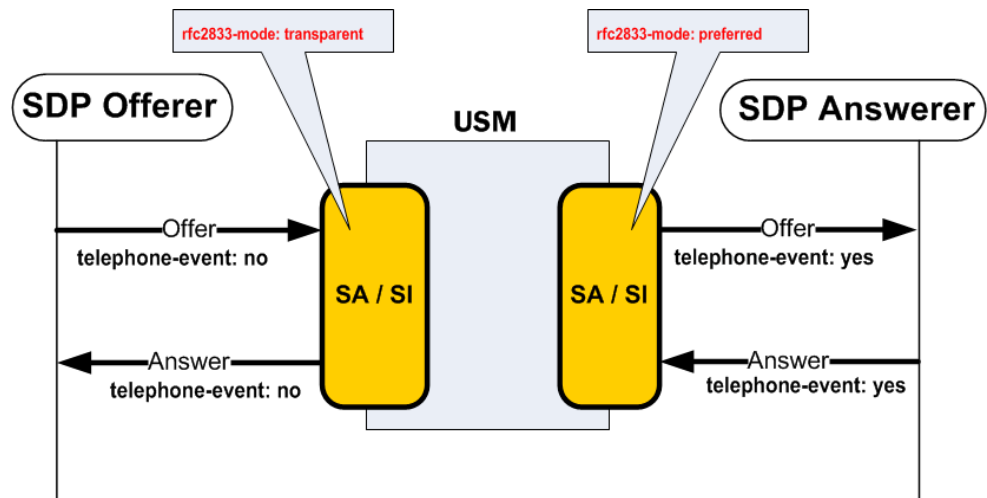 rfc2833-mode: transparent
rfc2833-mode: preferred
SDP Offerer
USM
SDP Answerer
Offer
telephone-event: no
Offer
telephone-event: yes
SA / SI
SA / SI
Answer
telephone-event: no
Answer
telephone-event: yes